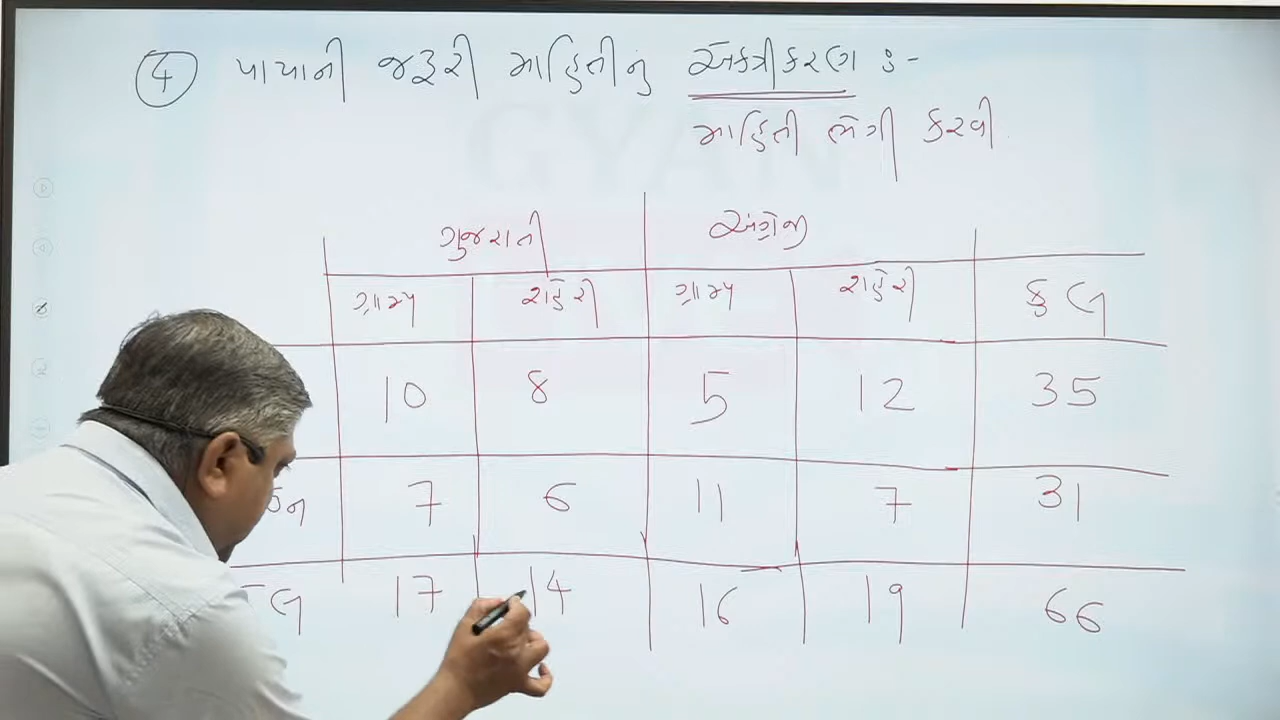 4 પાયાની જરૂરી માહિતીનું એકત્રીકરણ :-
માહિતી ભેગી કરવી.
ગુજરાતી અંગ્રેજી
ગ્રામ્ય શહેરી ગ્રામ્ય શહેરી કુલ
10 8 5 12 35
7 6 11 7 31
17 14 16 19 66